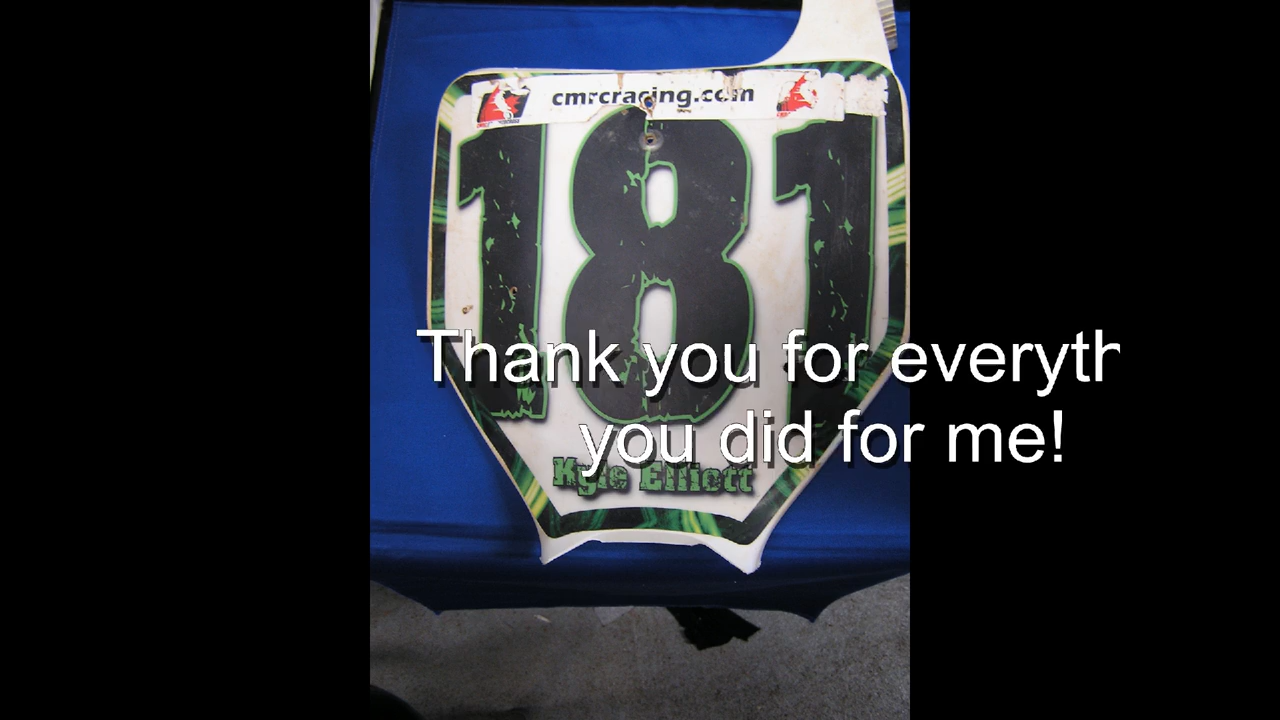 cmrcracing.com
181
Thank you for everyth
you did for me!
Kyle Elliott